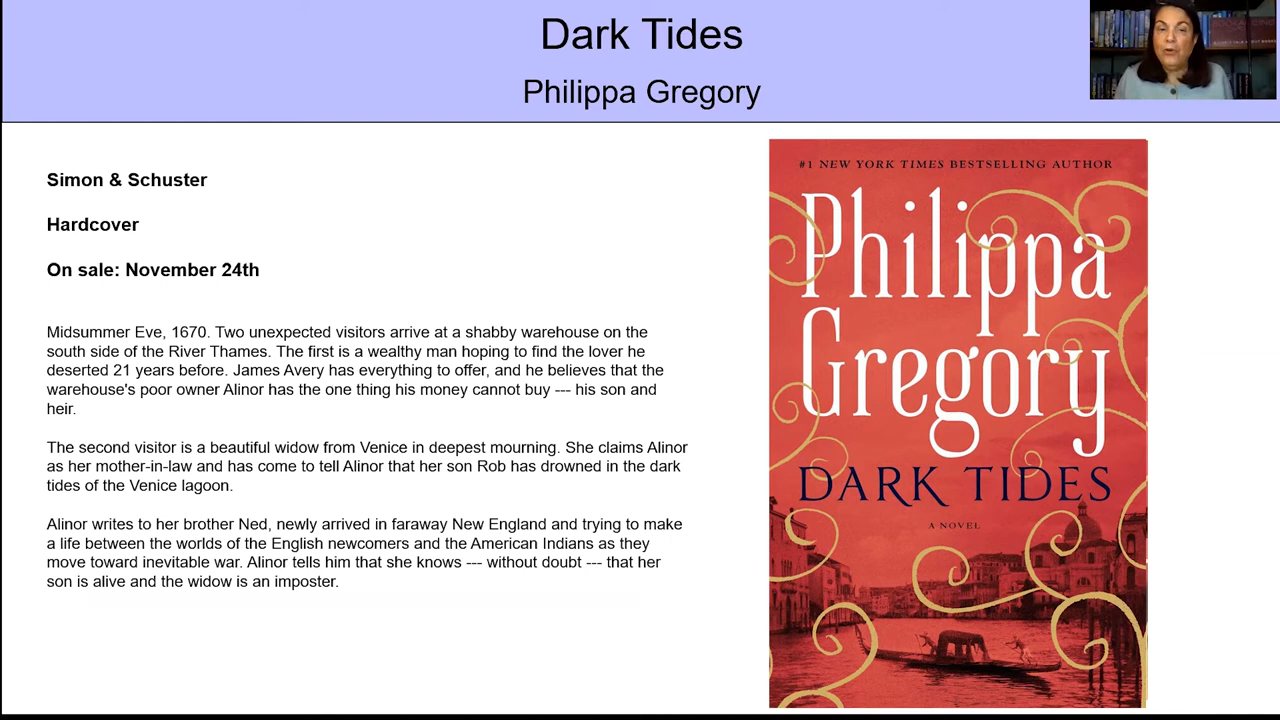 Dark Tides
Philippa Gregory
Simon & Schuster
Hardcover
On sale: November 24th
Midsummer Eve, 1670. Two unexpected visitors arrive at a shabby warehouse on the
south side of the River Thames. The first is a wealthy man hoping to find the lover he
deserted 21 years before. James Avery has everything to offer, and he believes that the
warehouse's poor owner Alinor has the one thing his money cannot buy --- his son and
heir.
The second visitor is a beautiful widow from Venice in deepest mourning. She claims Alinor
as her mother-in-law and has come to tell Alinor that her son Rob has drowned in the dark
tides of the Venice lagoon.
Alinor writes to her brother Ned, newly arrived in faraway New England and trying to make
a life between the worlds of the English newcomers and the American Indians as they
move toward inevitable war. Alinor tells him that she knows --- without doubt --- that her
son is alive and the widow is an imposter.
#1 NEW YORK TIMES BESTSELLING AUTHOR
Philippa
Gregory
DARK TIDES
A NOVEL